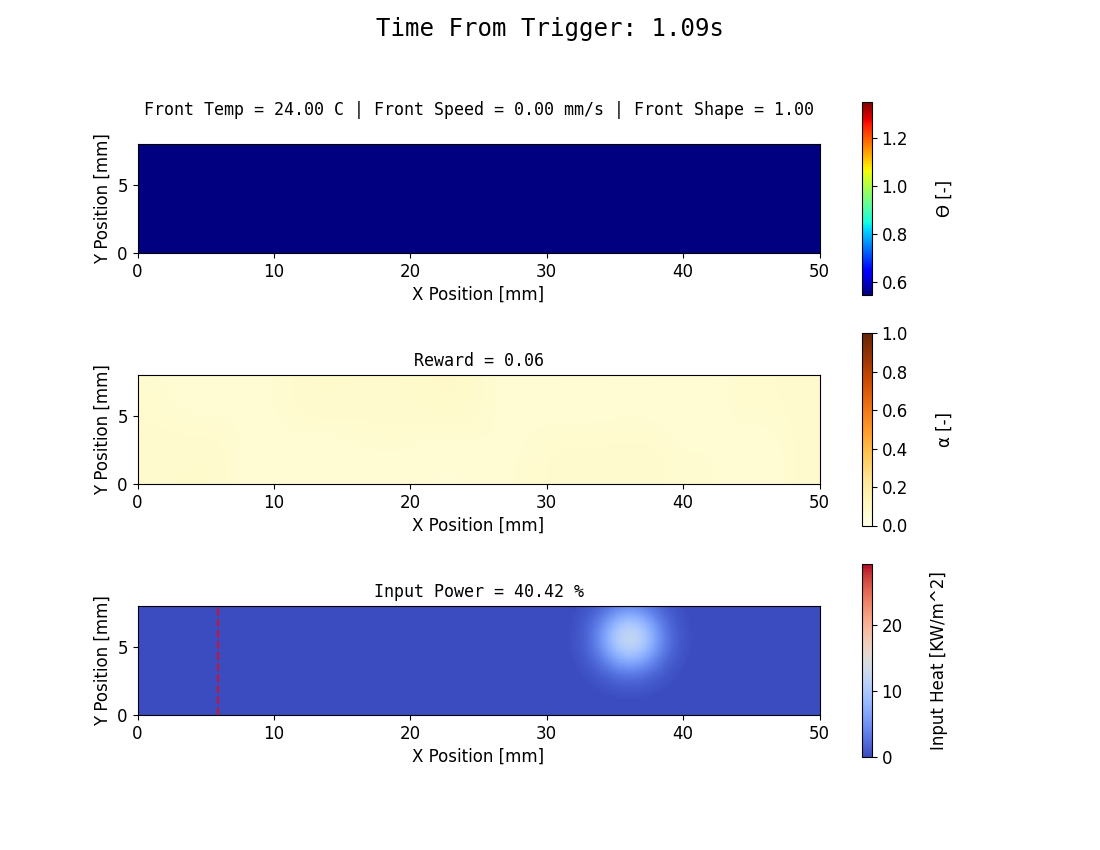 Time From Trigger: 1.09s
Front Temp = 24.00 C | Front Speed = 0.00 mm/s | Front Shape = 1.00
Y Position [mm]
5
0
0 10 20 30 40 50
X Position [mm]
1.2
1.0
0.8
0.6
Θ [-]
Reward = 0.06
Y Position [mm]
5
0
0 10 20 30 40 50
X Position [mm]
1.0
0.8
0.6
0.4
0.2
0.0
α [-]
Input Power = 40.42 %
Y Position [mm]
5
0
0 10 20 30 40 50
X Position [mm]
20
10
0
Input Heat [KW/m^2]